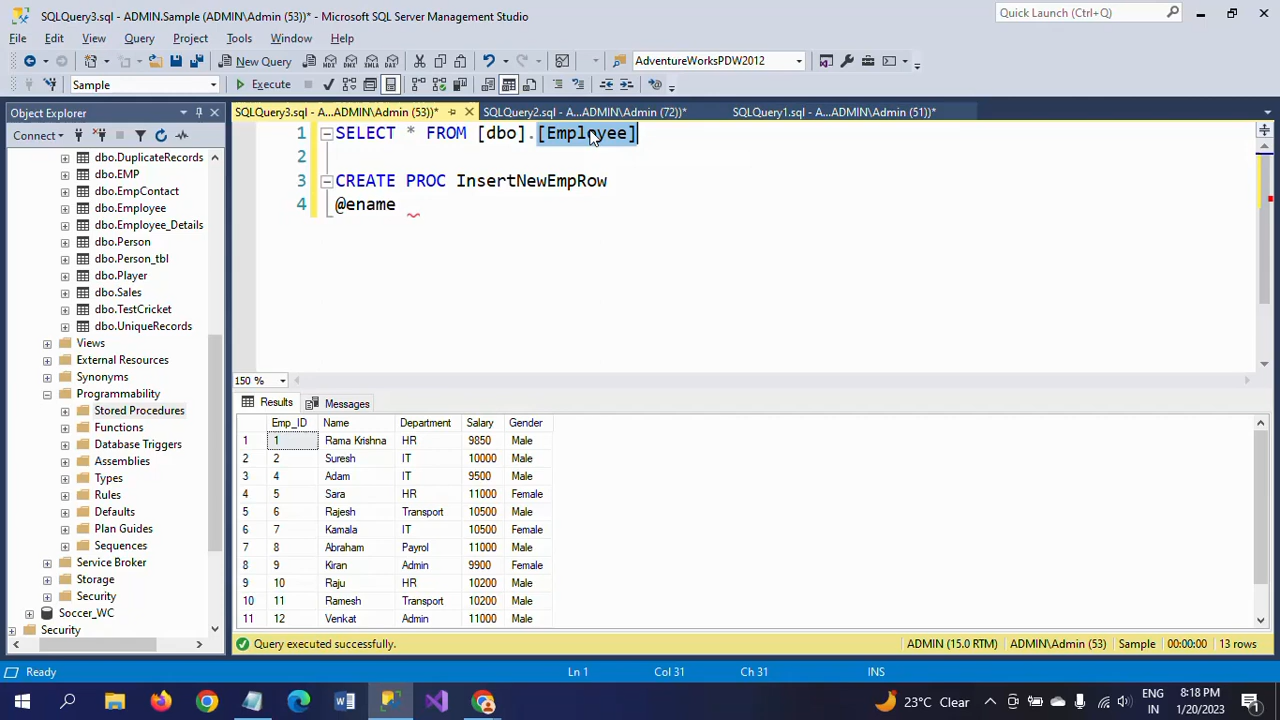 SQLQuery3.sql - ADMIN.Sample (ADMIN\Admin (53))* - Microsoft SQL Server Management Studio
Quick Launch (Ctrl+Q)
File Edit View Query Project Tools Window Help
New Query
AdventureWorksPDW2012
Sample
Execute
Object Explorer
SQLQuery3.sql - A...ADMIN\Admin (53))*
SQLQuery2.sql - A...ADMIN\Admin (72))*
SQLQuery1.sql - A...ADMIN\Admin (51))*
Connect
dbo.DuplicateRecords
dbo.EMP
dbo.EmpContact
dbo.Employee
dbo.Employee_Details
dbo.Person
dbo.Person_tbl
dbo.Player
dbo.Sales
dbo.TestCricket
dbo.UniqueRecords
Views
External Resources
Synonyms
Programmability
Stored Procedures
Functions
Database Triggers
Assemblies
Types
Rules
Defaults
Plan Guides
Sequences
Service Broker
Storage
Security
Soccer_WC
Security
1 SELECT * FROM [dbo].[Employee]
2
3 CREATE PROC InsertNewEmpRow
4 @ename
150 %
Results Messages
Emp_ID Name Department Salary Gender
1 1 Rama Krishna HR 9850 Male
2 2 Suresh IT 10000 Male
3 4 Adam IT 9500 Male
4 5 Sara HR 11000 Female
5 6 Rajesh Transport 10500 Male
6 7 Kamala IT 10500 Female
7 8 Abraham Payrol 11000 Male
8 9 Kiran Admin 9900 Female
9 10 Raju HR 10200 Male
10 11 Ramesh Transport 10200 Male
11 12 Venkat Admin 11000 Male
Query executed successfully.
ADMIN (15.0 RTM) ADMIN\Admin (53) Sample 00:00:00 13 rows
Ready
Ln 1 Col 31 Ch 31 INS
23°C Clear
ENG
IN
8:18 PM
1/20/2023
1